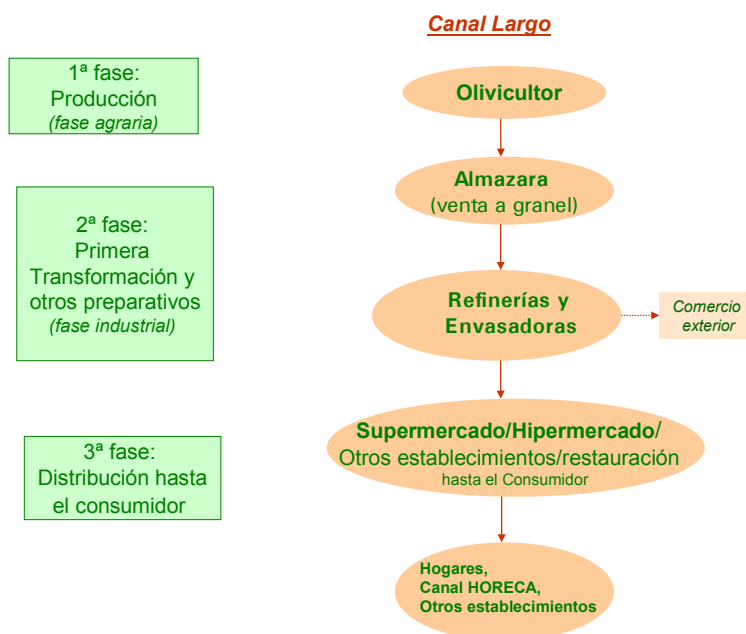 Canal Largo
1ª fase:
Producción
(fase agraria)
Olivicultor
Almazara
(venta a granel)
2ª fase:
Primera
Transformación y
otros preparativos
(fase industrial)
Refinerías y
Envasadoras
Comercio
exterior
3ª fase:
Distribución hasta
el consumidor
Supermercado/Hipermercado/
Otros establecimientos/restauración
hasta el Consumidor
Hogares,
Canal HORECA,
Otros establecimientos